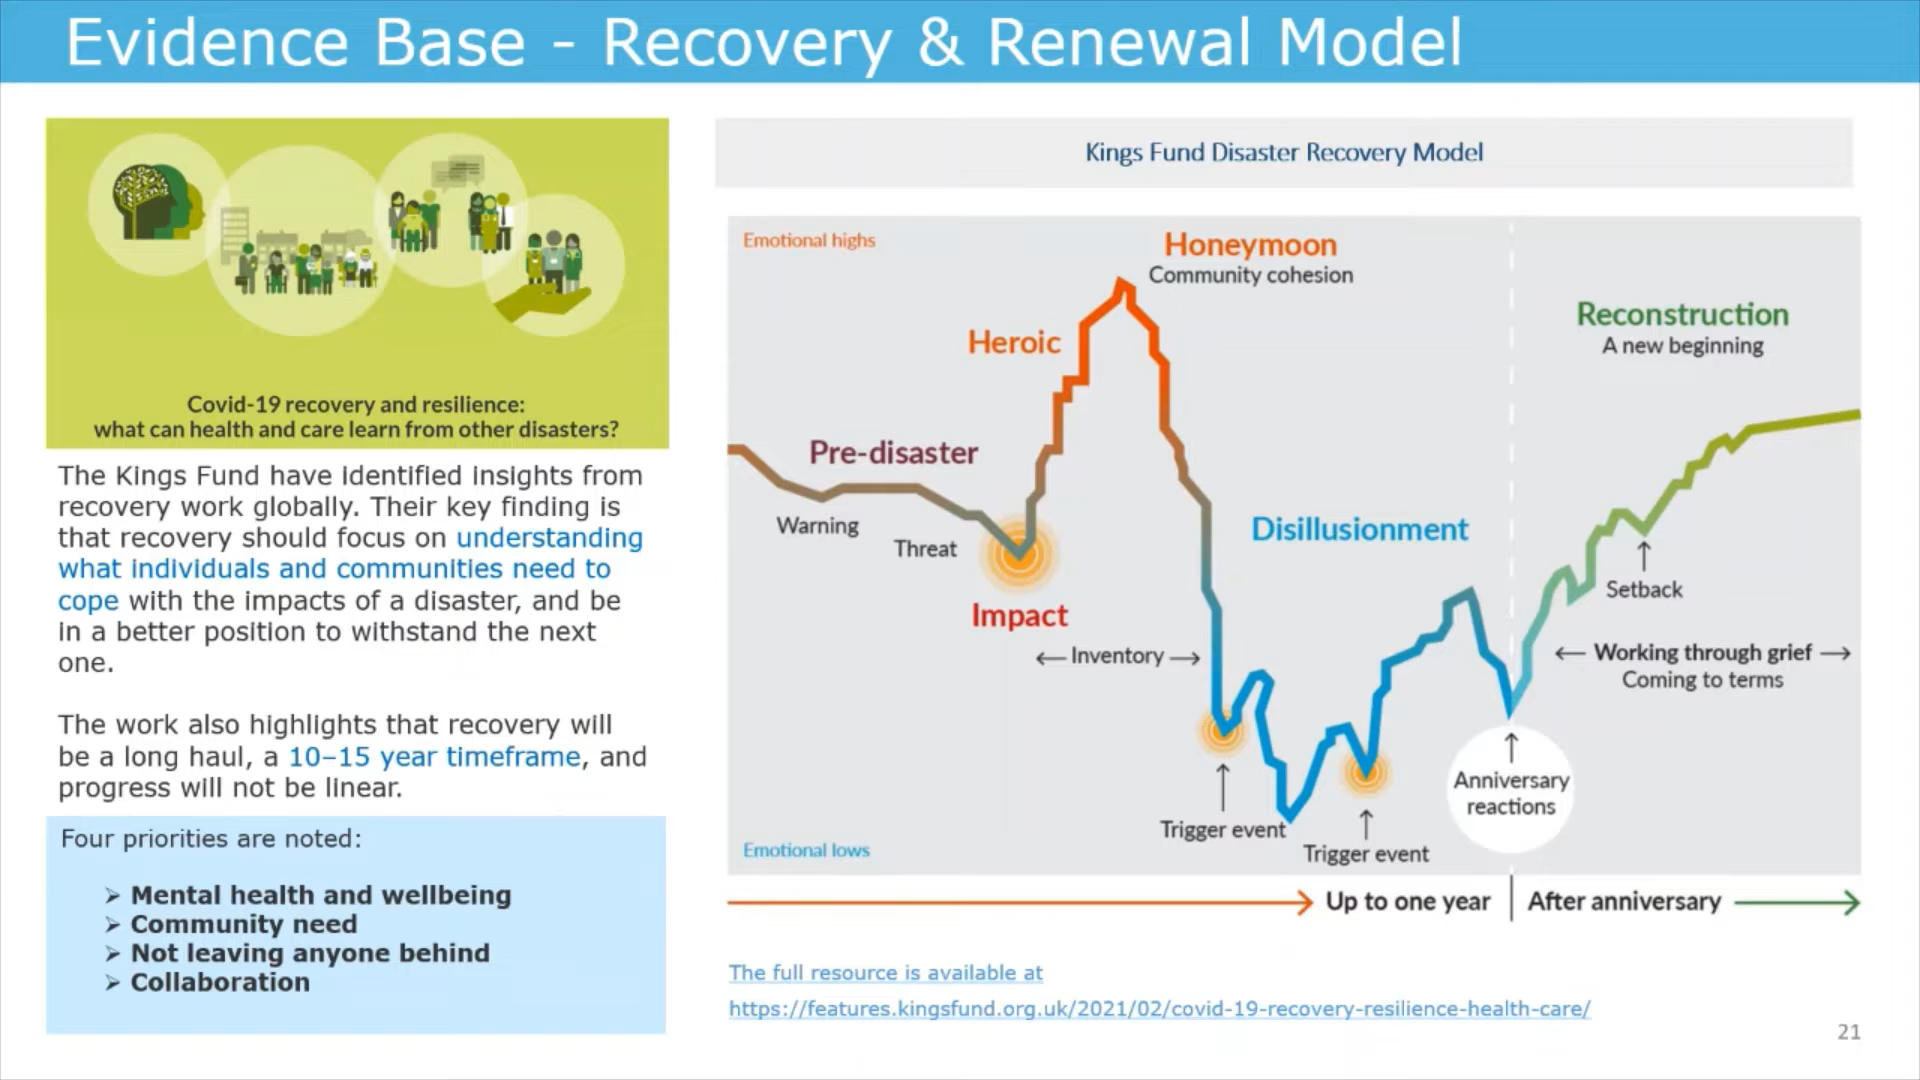 Evidence Base - Recovery & Renewal Model
Covid-19 recovery and resilience:
what can health and care learn from other disasters?
The Kings Fund have identified insights from
recovery work globally. Their key finding is
that recovery should focus on understanding
what individuals and communities need to
cope with the impacts of a disaster, and be
in a better position to withstand the next
one.
The work also highlights that recovery will
be a long haul, a 10–15 year timeframe, and
progress will not be linear.
Four priorities are noted:
➢ Mental health and wellbeing
➢ Community need
➢ Not leaving anyone behind
➢ Collaboration
Kings Fund Disaster Recovery Model
Emotional highs
Honeymoon
Community cohesion
Heroic
Reconstruction
A new beginning
Pre-disaster
Warning
Threat
Disillusionment
Impact
Setback
← Inventory →
← Working through grief →
Coming to terms
Anniversary
reactions
Trigger event
Trigger event
Emotional lows
Up to one year
After anniversary
The full resource is available at
https://features.kingsfund.org.uk/2021/02/covid-19-recovery-resilience-health-care/
21